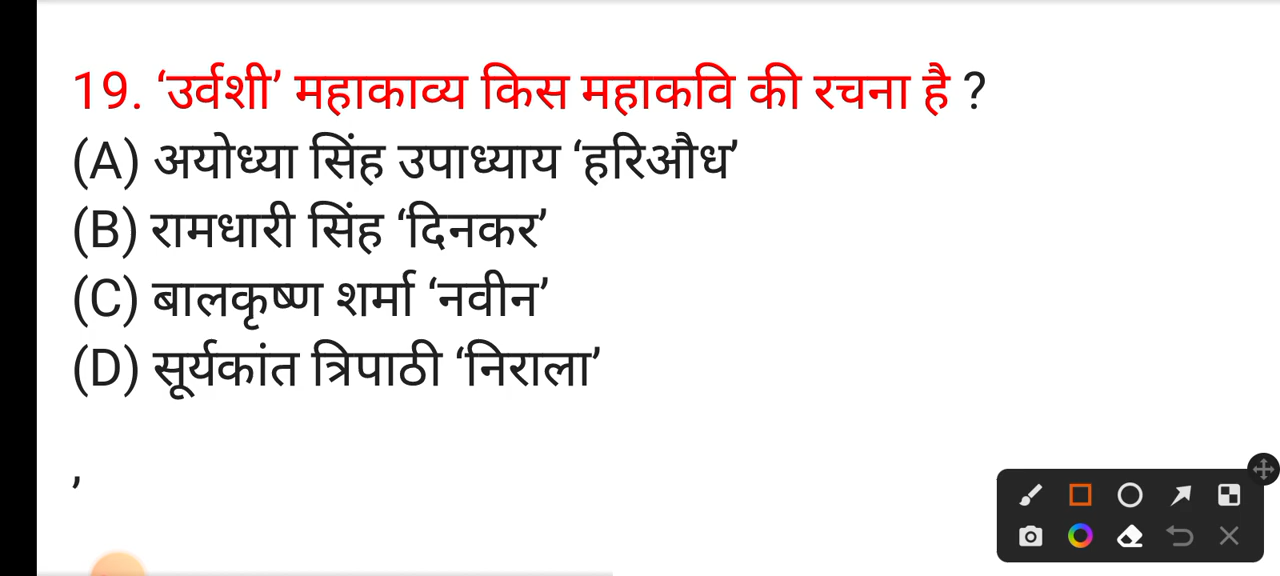 19. ‘उर्वशी’ महाकाव्य किस महाकवि की रचना है ?
(A) अयोध्या सिंह उपाध्याय ‘हरिऔध’
(B) रामधारी सिंह ‘दिनकर’
(C) बालकृष्ण शर्मा ‘नवीन’
(D) सूर्यकांत त्रिपाठी ‘निराला’
,